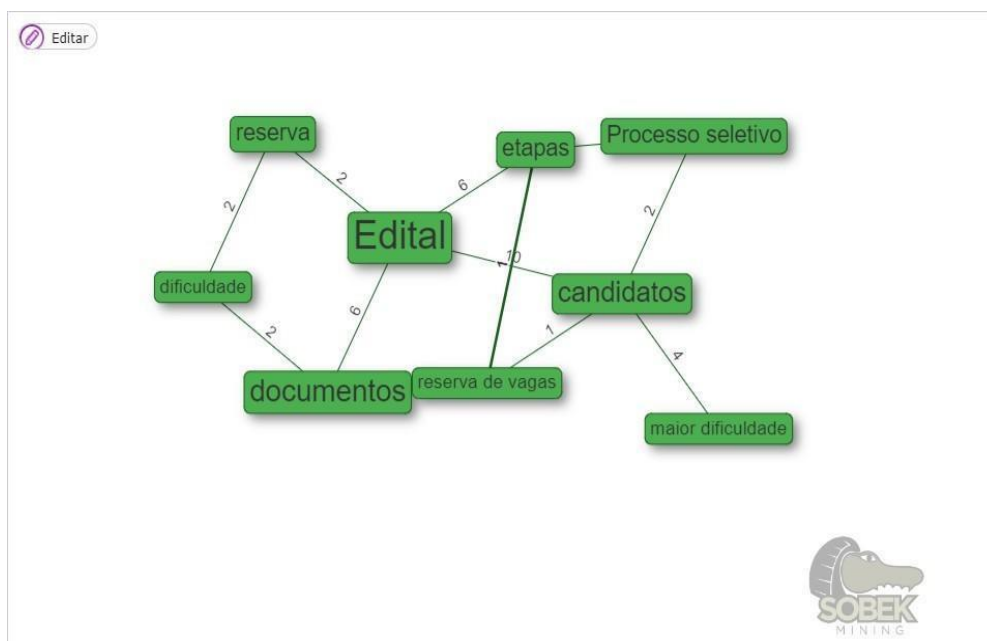 Editar
reserva
etapas
Processo seletivo
2
6
2
2
Edital
10
1
dificuldade
candidatos
6
2
1
4
documentos
reserva de vagas
maior dificuldade
SOBEK
MINING